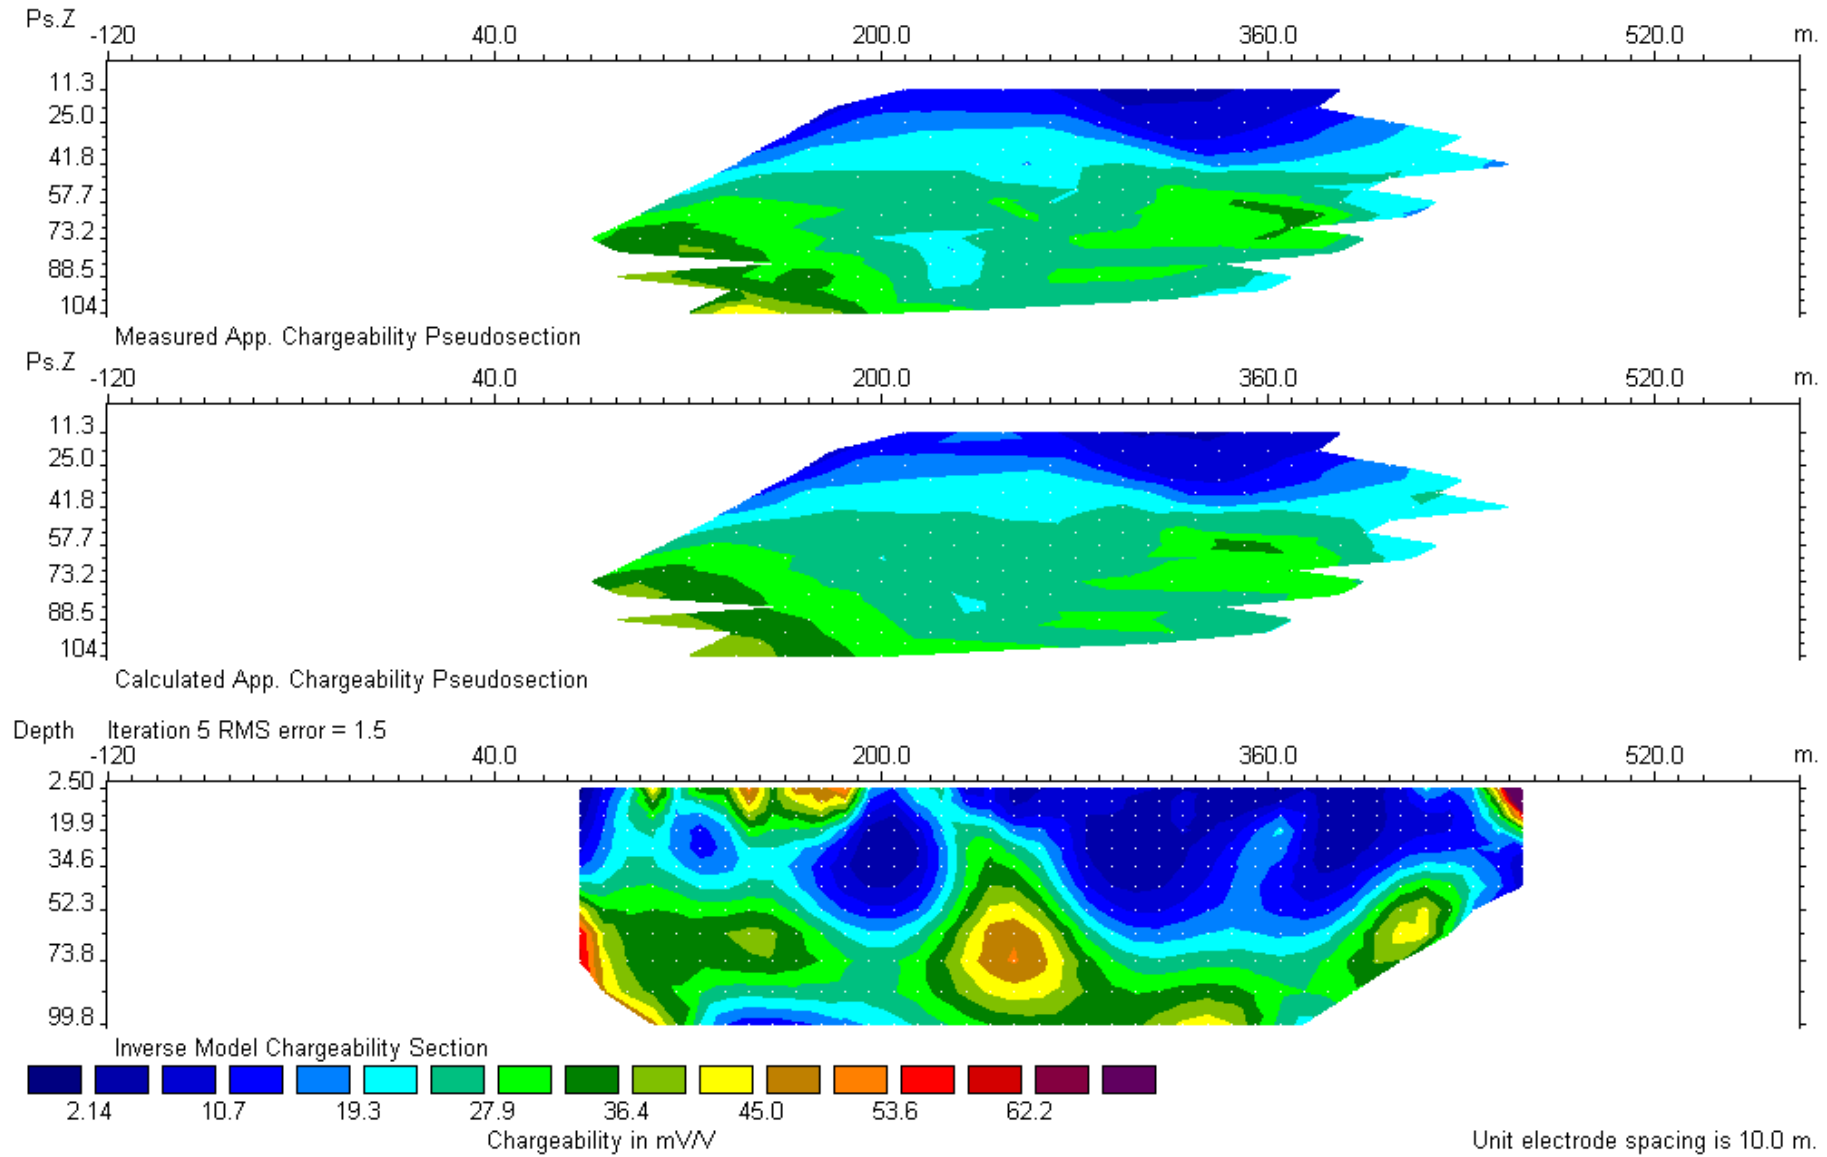 Ps.Z
-120 40.0 200.0 360.0 520.0 m.
11.3
25.0
41.8
57.7
73.2
88.5
104.
Measured App. Chargeability Pseudosection
Ps.Z
-120 40.0 200.0 360.0 520.0 m.
11.3
25.0
41.8
57.7
73.2
88.5
104.
Calculated App. Chargeability Pseudosection
Depth Iteration 5 RMS error = 1.5
-120 40.0 200.0 360.0 520.0 m.
2.50
19.9
34.6
52.3
73.8
99.8
Inverse Model Chargeability Section
2.14 10.7 19.3 27.9 36.4 45.0 53.6 62.2
Chargeability in mV/V
Unit electrode spacing is 10.0 m.